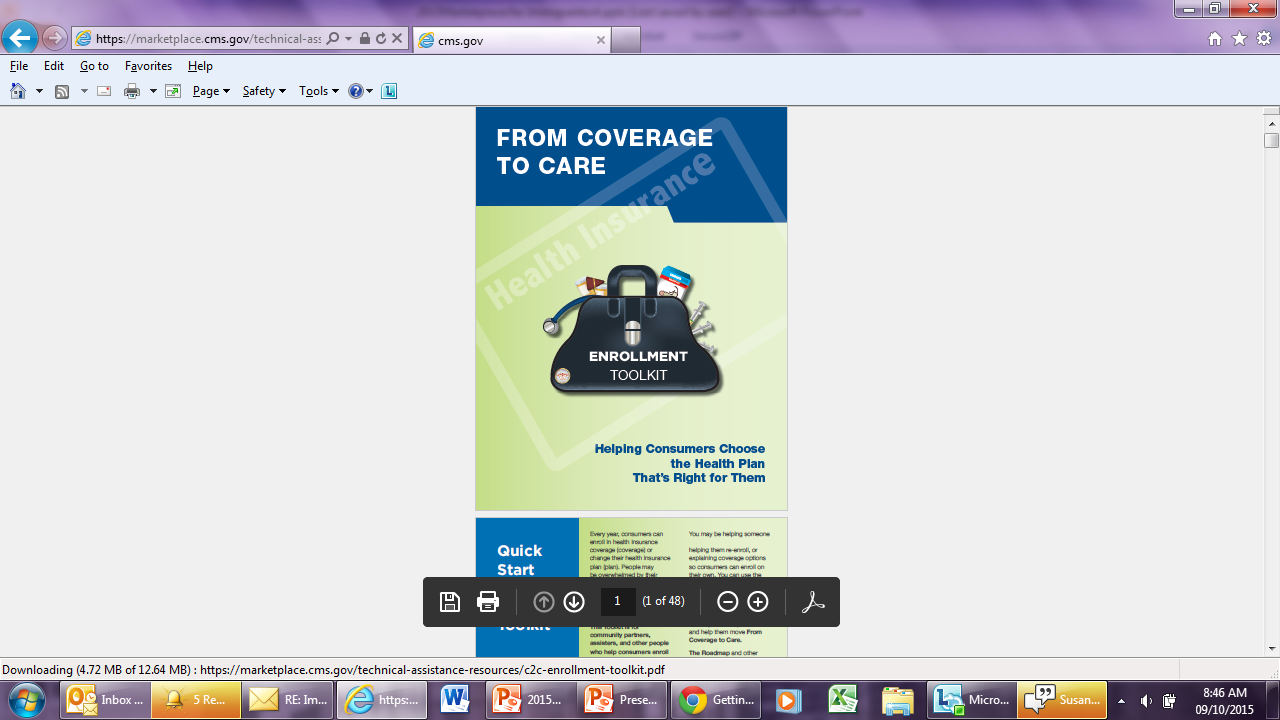 https://marketplace.cms.gov/technical-ass
cms.gov
File Edit Go to Favorites Help
Page Safety Tools
FROM COVERAGE
TO CARE
Health Insurance
ENROLLMENT
TOOLKIT
Helping Consumers Choose
the Health Plan
That's Right for Them
Quick
Start
Toolkit
Every year, consumers can
enroll in health insurance
coverage (coverage) or
change their health insurance
plan (plan). People may
be overwhelmed by their
This Toolkit is for
community partners,
assisters, and other people
who help consumers enroll
You may be helping someone
helping them re-enroll, or
explaining coverage options
so consumers can enroll on
their own. You can use the
and help them move From
Coverage to Care.
The Roadmap and other
1 (1 of 48)
Downloading (4.72 MB of 12.64 MB) : https://marketplace.cms.gov/technical-assistance-resources/c2c-enrollment-toolkit.pdf
Inbox ... 5 Re... RE: Im... https:... 2015... Prese... Gettin... Micro... Susan...
8:46 AM
09/10/2015